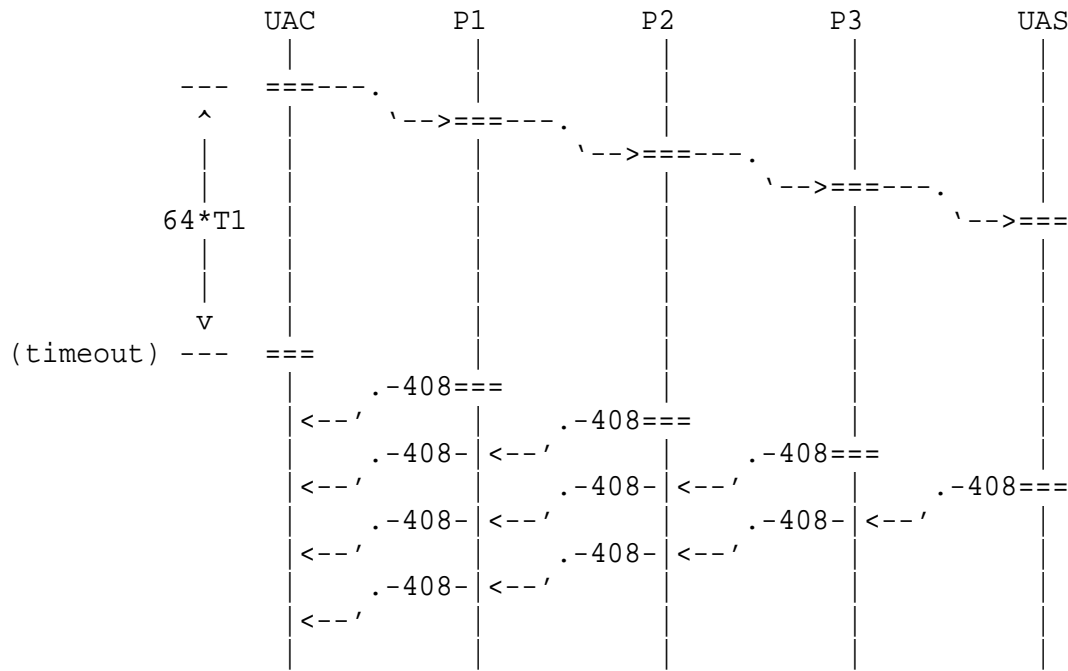 UAC P1 P2 P3 UAS
--- ===---.
^ `-->===---.
`-->===---.
`-->===---.
64*T1 `-->===
v
(timeout) --- ===
.-408===
<--' .-408===
.-408-|<--' .-408===
<--' .-408-|<--' .-408===
.-408-|<--' .-408-|<--'
<--' .-408-|<--'
.-408-|<--'
<--'